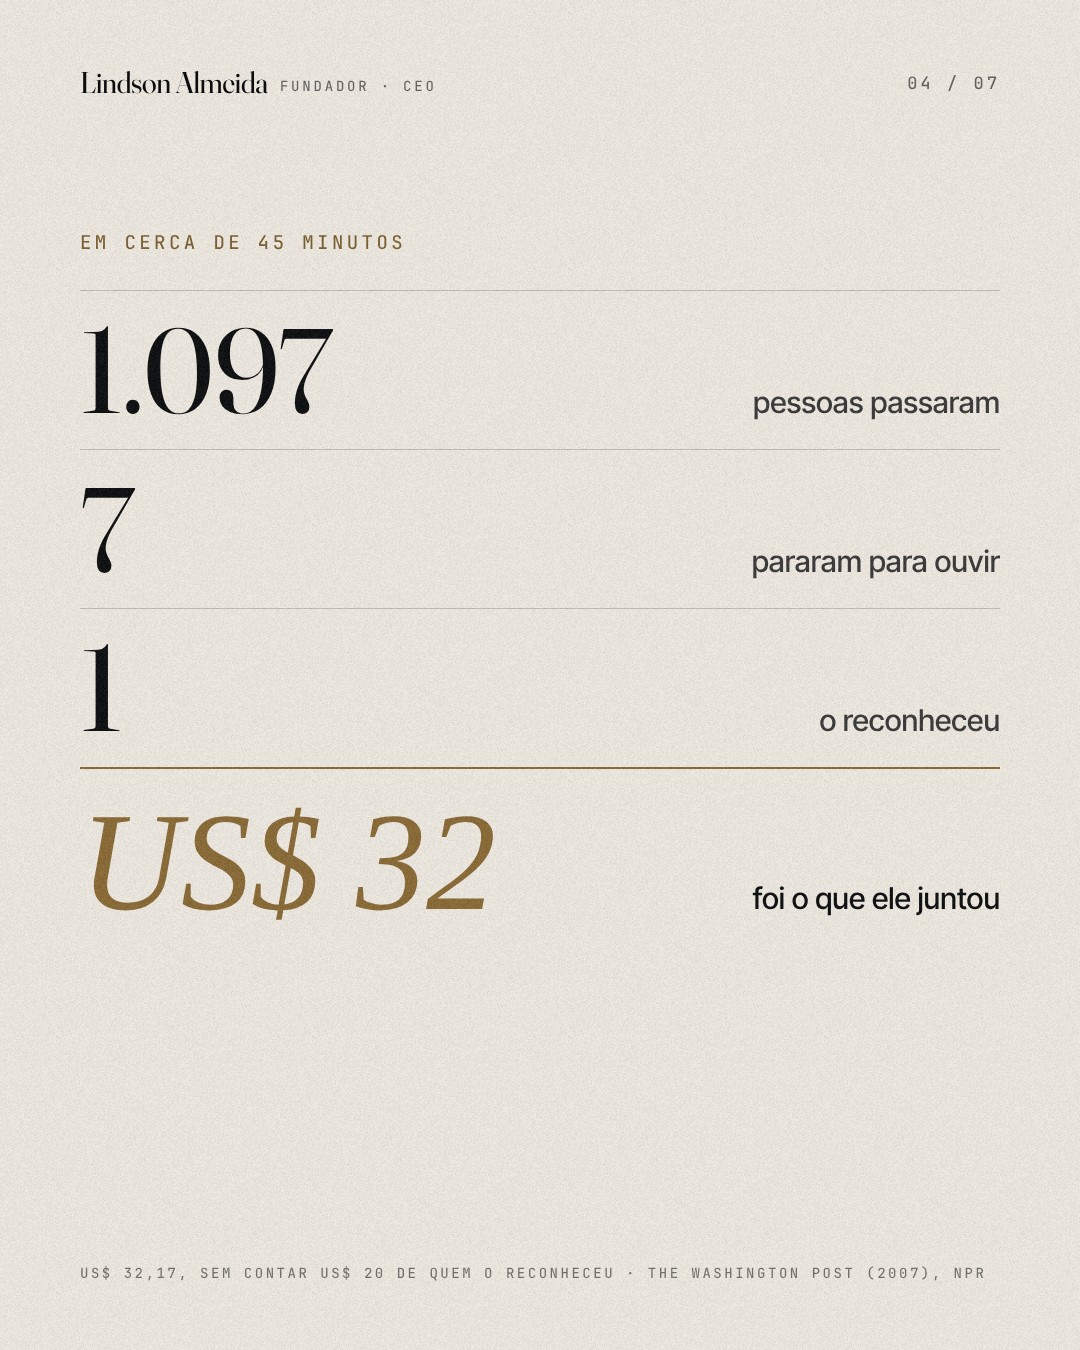 Lindson Almeida FUNDADOR · CEO
04 / 07
EM CERCA DE 45 MINUTOS
1.097 pessoas passaram
7 pararam para ouvir
1 o reconheceu
US$ 32 foi o que ele juntou
US$ 32,17, SEM CONTAR US$ 20 DE QUEM O RECONHECEU · THE WASHINGTON POST (2007), NPR